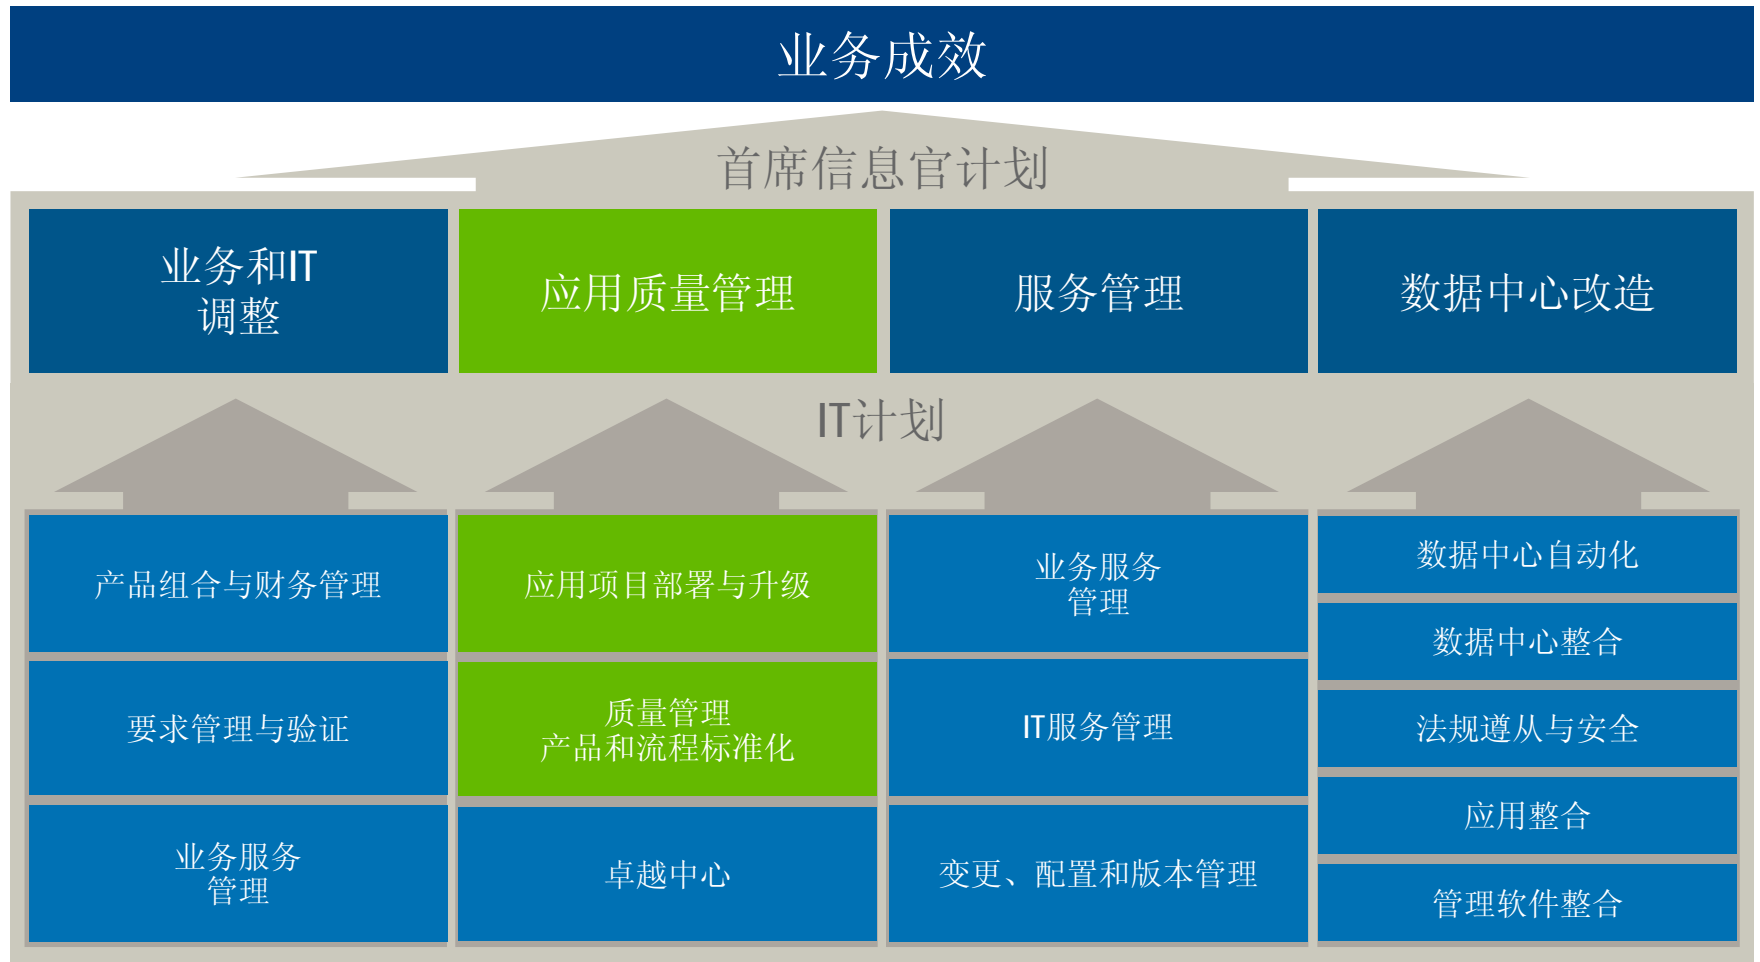 业务成效
首席信息官计划
业务和IT
调整
应用质量管理
服务管理
数据中心改造
IT计划
产品组合与财务管理
要求管理与验证
业务服务
管理
应用项目部署与升级
质量管理
产品和流程标准化
卓越中心
业务服务
管理
IT服务管理
变更、配置和版本管理
数据中心自动化
数据中心整合
法规遵从与安全
应用整合
管理软件整合